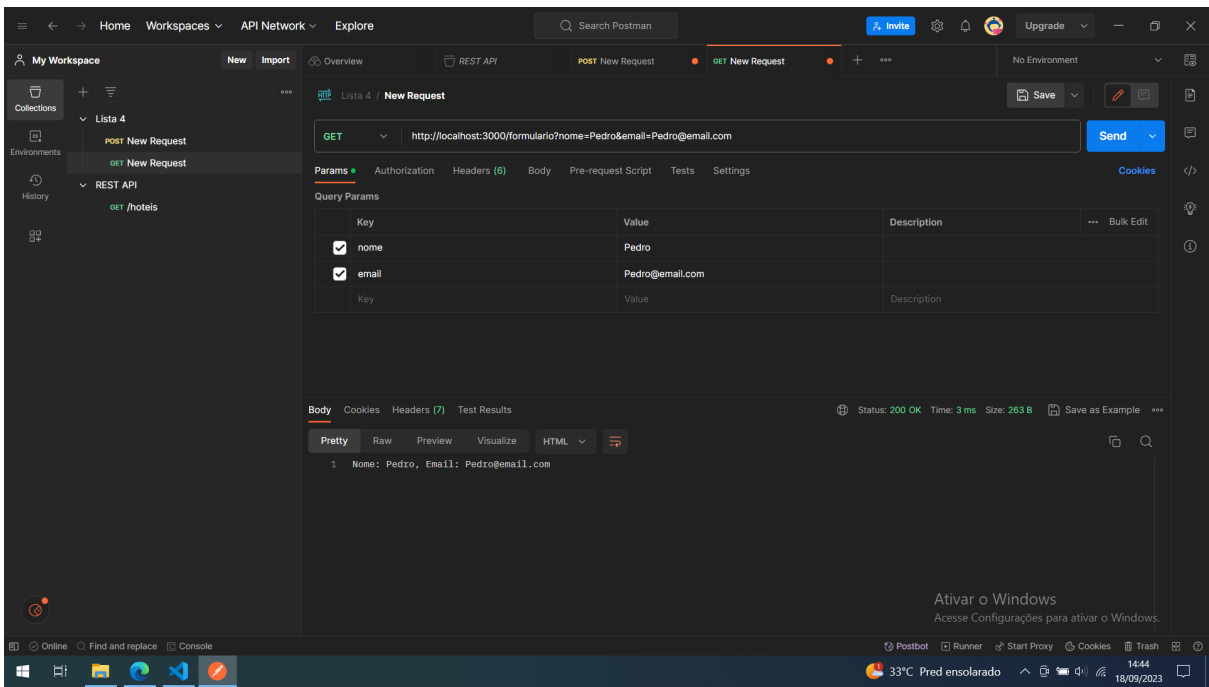 Home Workspaces API Network Explore Search Postman Invite Upgrade
My Workspace New Import Overview REST API POST New Request GET New Request No Environment
Collections
Environments
History
Lista 4
POST New Request
GET New Request
REST API
GET /hoteis
HTTP Lista 4 / New Request Save
GET http://localhost:3000/formulario?nome=Pedro&email=Pedro@email.com Send
Params Authorization Headers (6) Body Pre-request Script Tests Settings Cookies
Query Params
Key Value Description Bulk Edit
nome Pedro
email Pedro@email.com
Key Value Description
Body Cookies Headers (7) Test Results Status: 200 OK Time: 3 ms Size: 263 B Save as Example
Pretty Raw Preview Visualize HTML
1 Nome: Pedro, Email: Pedro@email.com
Ativar o Windows
Acesse Configurações para ativar o Windows.
Online Find and replace Console Postbot Runner Start Proxy Cookies Trash
33°C Pred ensolarado 14:44
18/09/2023